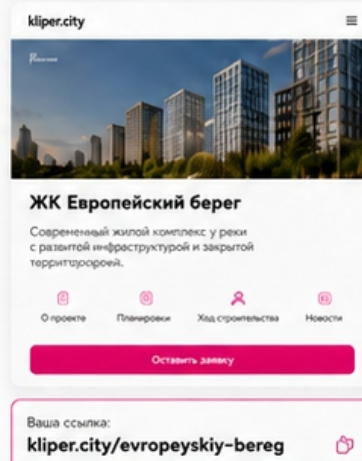 kliper.city
ЖК Европейский берег
Современный жилой комплекс у реки
с развитой инфраструктурой и закрытой
О проекте
Планировки
Ход строительства
Новости
Оставить заявку
Ваша ссылка:
kliper.city/evropeyskiy-bereg